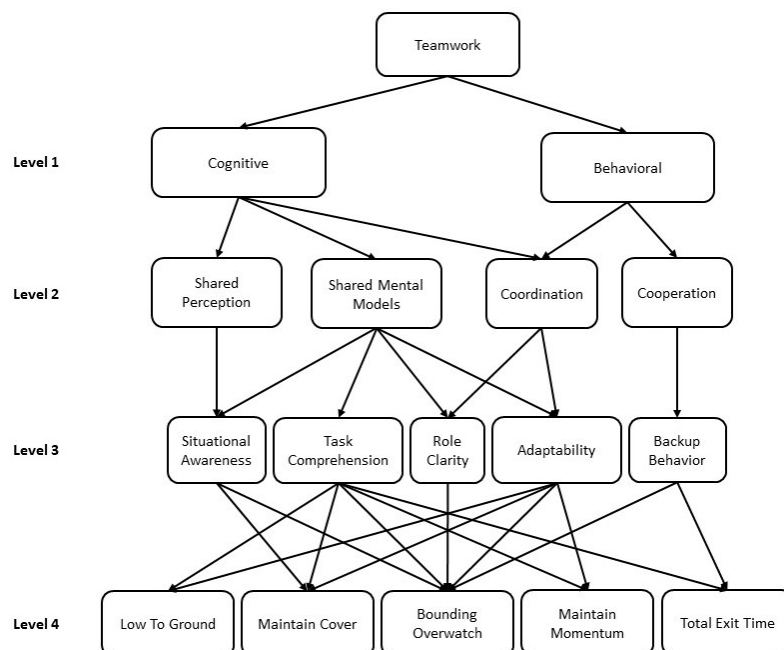 Teamwork
Level 1
Cognitive
Behavioral
Level 2
Shared
Perception
Shared Mental
Models
Coordination
Cooperation
Level 3
Situational
Awareness
Task
Comprehension
Role
Clarity
Adaptability
Backup
Behavior
Level 4
Low To Ground
Maintain Cover
Bounding
Overwatch
Maintain
Momentum
Total Exit Time